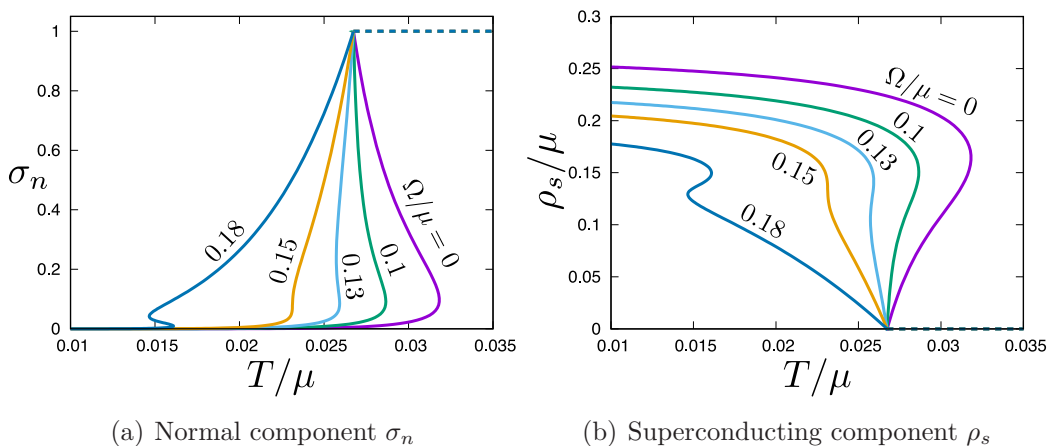 1
0.8
0.6
σn
0.4
0.2
0
0.18
0.15
0.13
0.1
Ω/μ = 0
0.01 0.015 0.02 0.025 0.03 0.035
T/μ
(a) Normal component σn
0.3
0.25
0.2
ρs/μ
0.15
0.1
0.05
0
Ω/μ = 0
0.1
0.13
0.15
0.18
0.01 0.015 0.02 0.025 0.03 0.035
T/μ
(b) Superconducting component ρs